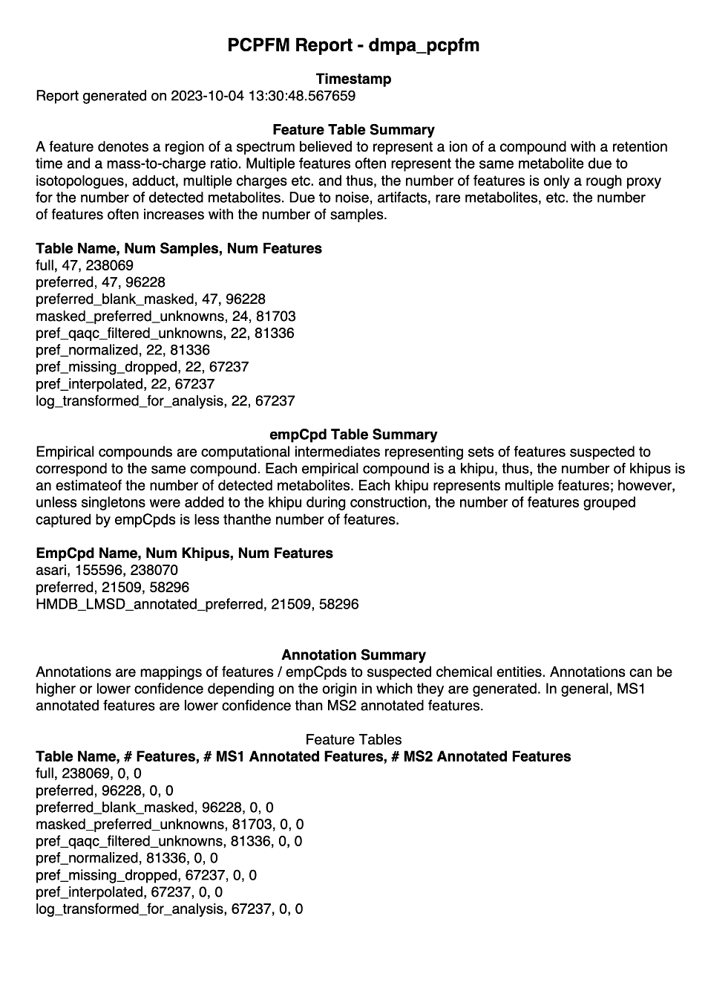 PCPFM Report - dmpa_pcpfm
Timestamp
Report generated on 2023-10-04 13:30:48.567659
Feature Table Summary
A feature denotes a region of a spectrum believed to represent a ion of a compound with a retention
time and a mass-to-charge ratio. Multiple features often represent the same metabolite due to
isotopologues, adduct, multiple charges etc. and thus, the number of features is only a rough proxy
for the number of detected metabolites. Due to noise, artifacts, rare metabolites, etc. the number
of features often increases with the number of samples.
Table Name, Num Samples, Num Features
full, 47, 238069
preferred, 47, 96228
preferred_blank_masked, 47, 96228
masked_preferred_unknowns, 24, 81703
pref_qaqc_filtered_unknowns, 22, 81336
pref_normalized, 22, 81336
pref_missing_dropped, 22, 67237
pref_interpolated, 22, 67237
log_transformed_for_analysis, 22, 67237
empCpd Table Summary
Empirical compounds are computational intermediates representing sets of features suspected to
correspond to the same compound. Each empirical compound is a khipu, thus, the number of khipus is
an estimateof the number of detected metabolites. Each khipu represents multiple features; however,
unless singletons were added to the khipu during construction, the number of features grouped
captured by empCpds is less thanthe number of features.
EmpCpd Name, Num Khipus, Num Features
asari, 155596, 238070
preferred, 21509, 58296
HMDB_LMSD_annotated_preferred, 21509, 58296
Annotation Summary
Annotations are mappings of features / empCpds to suspected chemical entities. Annotations can be
higher or lower confidence depending on the origin in which they are generated. In general, MS1
annotated features are lower confidence than MS2 annotated features.
Feature Tables
Table Name, # Features, # MS1 Annotated Features, # MS2 Annotated Features
full, 238069, 0, 0
preferred, 96228, 0, 0
preferred_blank_masked, 96228, 0, 0
masked_preferred_unknowns, 81703, 0, 0
pref_qaqc_filtered_unknowns, 81336, 0, 0
pref_normalized, 81336, 0, 0
pref_missing_dropped, 67237, 0, 0
pref_interpolated, 67237, 0, 0
log_transformed_for_analysis, 67237, 0, 0